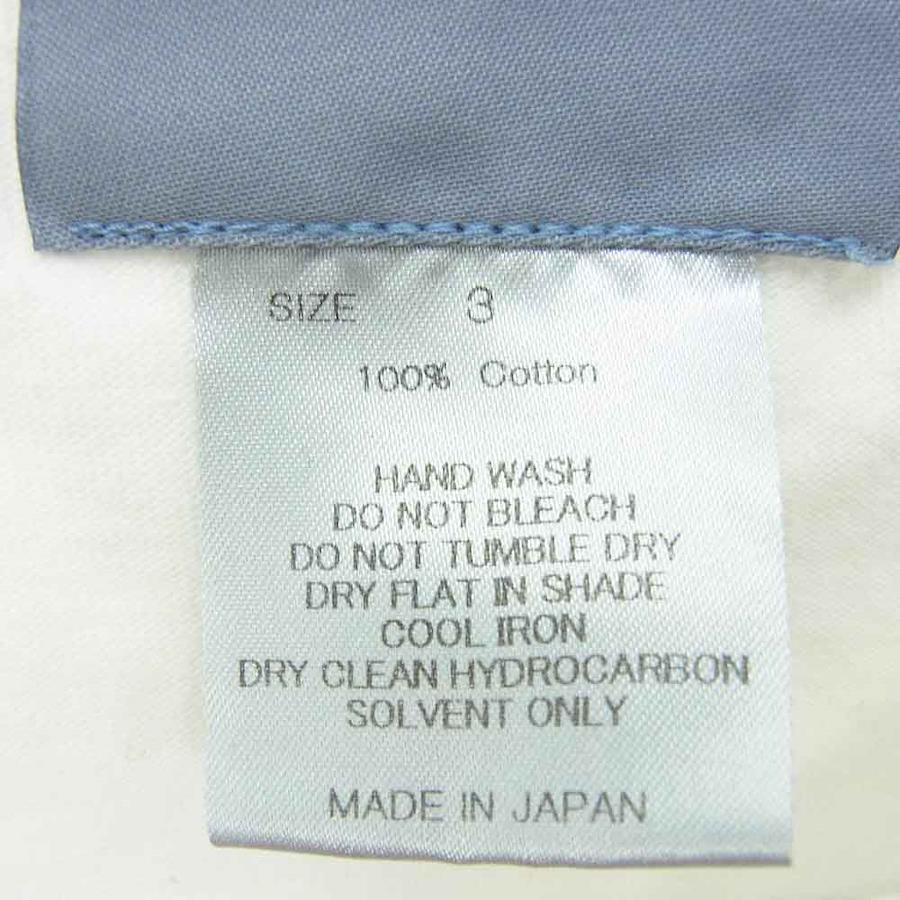 SIZE 3
100% Cotton
HAND WASH
DO NOT BLEACH
DO NOT TUMBLE DRY
DRY FLAT IN SHADE
COOL IRON
DRY CLEAN HYDROCARBON
SOLVENT ONLY
MADE IN JAPAN